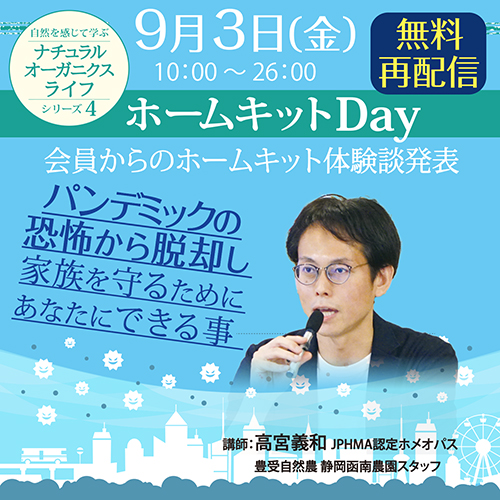 自然を感じて学ぶ
ナチュラル
オーガニクス
ライフ
シリーズ4
9月3日(金)
10:00～26:00
無料
再配信
ホームキットDay
会員からのホームキット体験談発表
パンデミックの
恐怖から脱却し
家族を守るために
あなたにできる事
講師：高宮義和 JPHMA認定ホメオパス
豊受自然農 静岡函南農園スタッフ